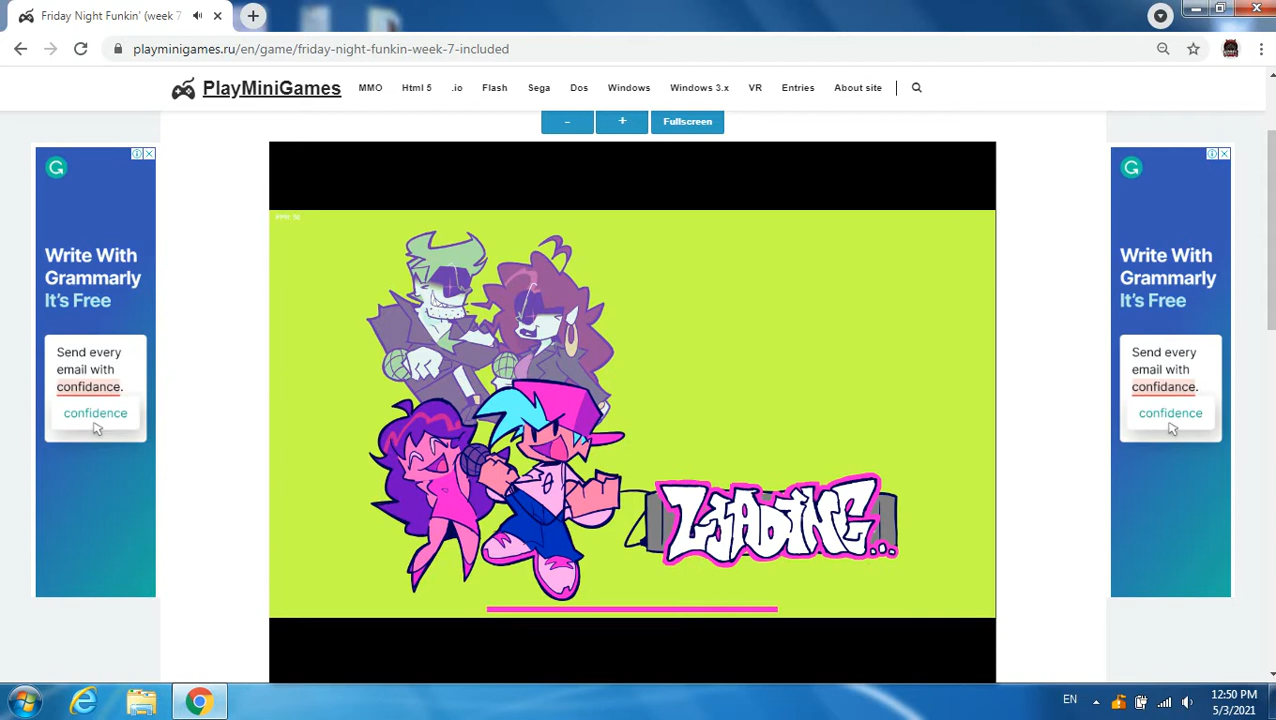 Friday Night Funkin' (week 7
playminigames.ru/en/game/friday-night-funkin-week-7-included
PlayMiniGames
MMO Html 5 .io Flash Sega Dos Windows Windows 3.x VR Entries About site
- + Fullscreen
Write With
Grammarly
It's Free
Send every
email with
confidance.
confidence
LOADING...
Write With
Grammarly
It's Free
Send every
email with
confidance.
confidence
EN
12:50 PM
5/3/2021